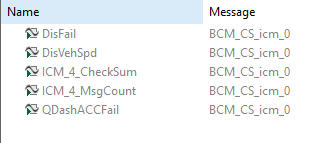 Name Message
DisFail BCM_CS_icm_0
DisVehSpd BCM_CS_icm_0
ICM_4_CheckSum BCM_CS_icm_0
ICM_4_MsgCount BCM_CS_icm_0
QDashACCFail BCM_CS_icm_0